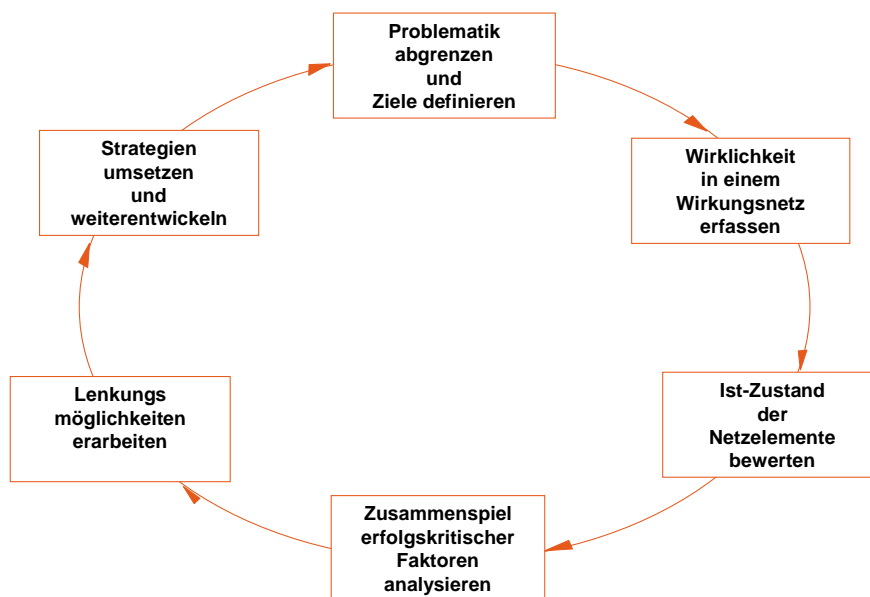 Problematik
abgrenzen
und
Ziele definieren
Wirklichkeit
in einem
Wirkungsnetz
erfassen
Ist-Zustand
der
Netzelemente
bewerten
Zusammenspiel
erfolgskritischer
Faktoren
analysieren
Lenkungs
möglichkeiten
erarbeiten
Strategien
umsetzen
und
weiterentwickeln